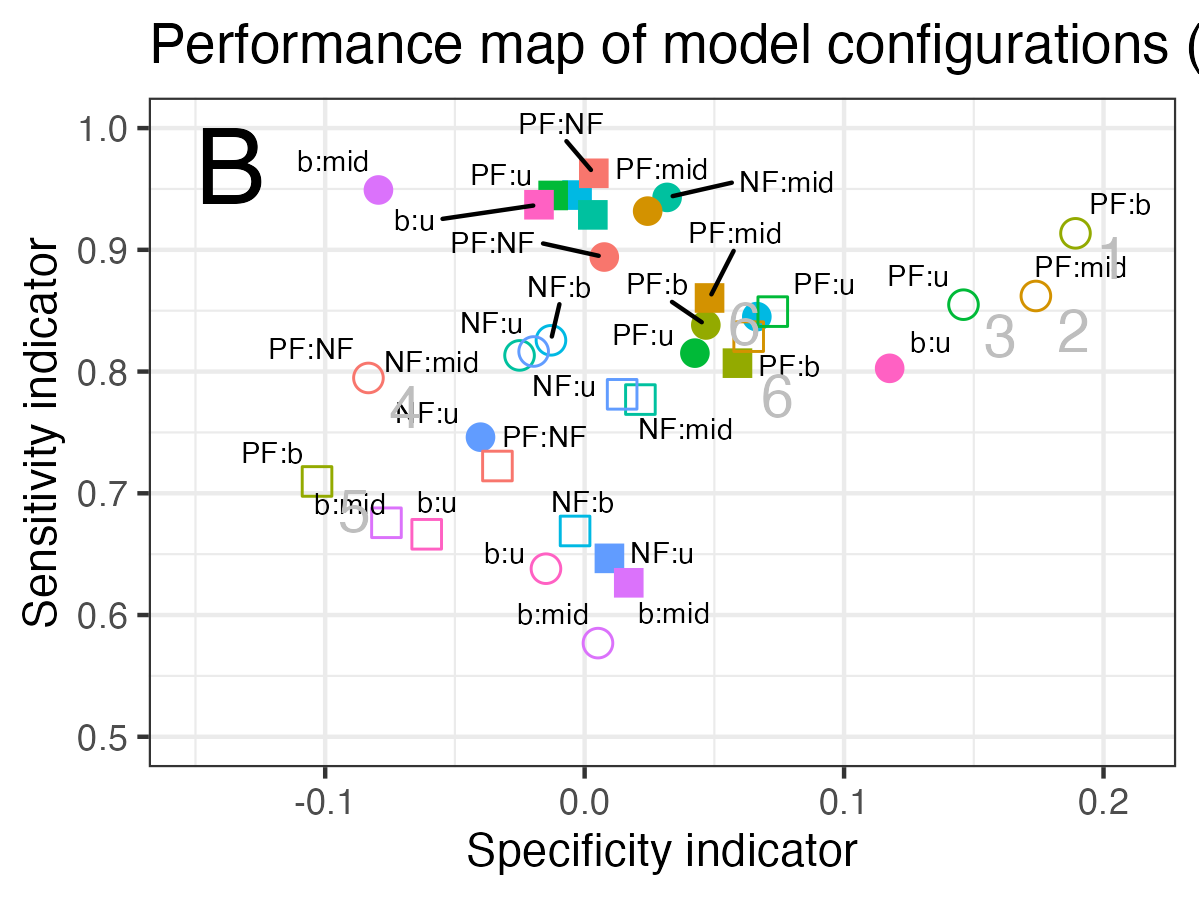 Performance map of model configurations (
B
PF:NF
1.0
b:mid
PF:u
PF:mid
NF:mid
b:u
PF:b
PF:NF
PF:mid
0.9
1
PF:mid
NF:b
PF:b
PF:u
PF:u
Sensitivity indicator
NF:u
PF:u
6
3
2
PF:NF
NF:mid
b:u
0.8
PF:b
NF:u
6
4
NF:u
NF:mid
PF:NF
PF:b
0.7
b:mid
5
b:u
NF:b
b:u
NF:u
0.6
b:mid
b:mid
0.5
-0.1
0.0
0.1
0.2
Specificity indicator